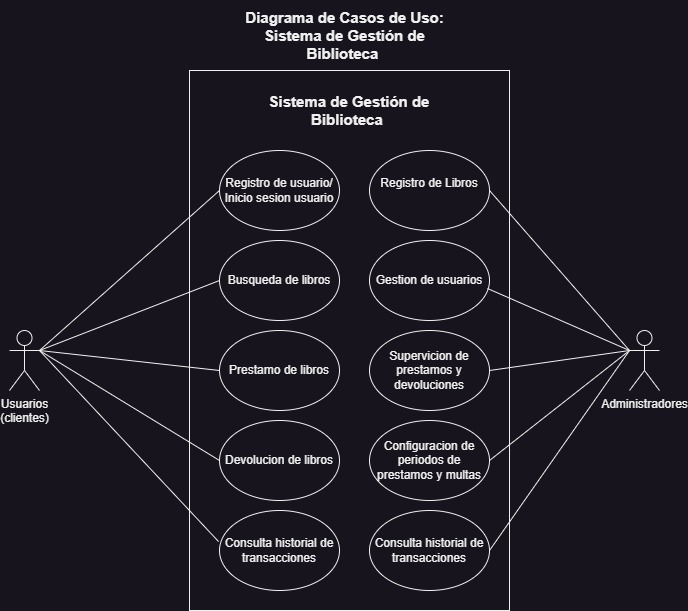 Diagrama de Casos de Uso:
Sistema de Gestión de
Biblioteca
Sistema de Gestión de
Biblioteca
Registro de usuario/
Inicio sesion usuario
Registro de Libros
Busqueda de libros
Gestion de usuarios
Prestamo de libros
Supervicion de
prestamos y
devoluciones
Usuarios
(clientes)
Administradores
Devolucion de libros
Configuracion de
periodos de
prestamos y multas
Consulta historial de
transacciones
Consulta historial de
transacciones